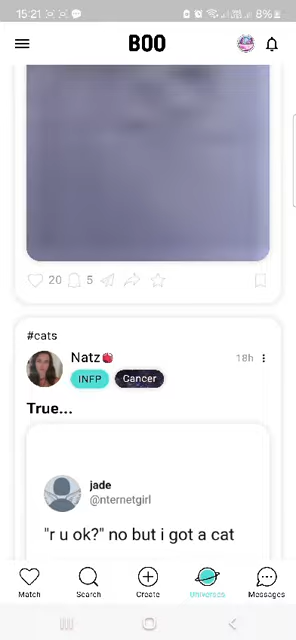 15:21 8%
BOO
20 5
#cats
Natz 18h
INFP Cancer
True...
jade
@nternetgirl
"r u ok?" no but i got a cat
Match Search Create Universes Messages